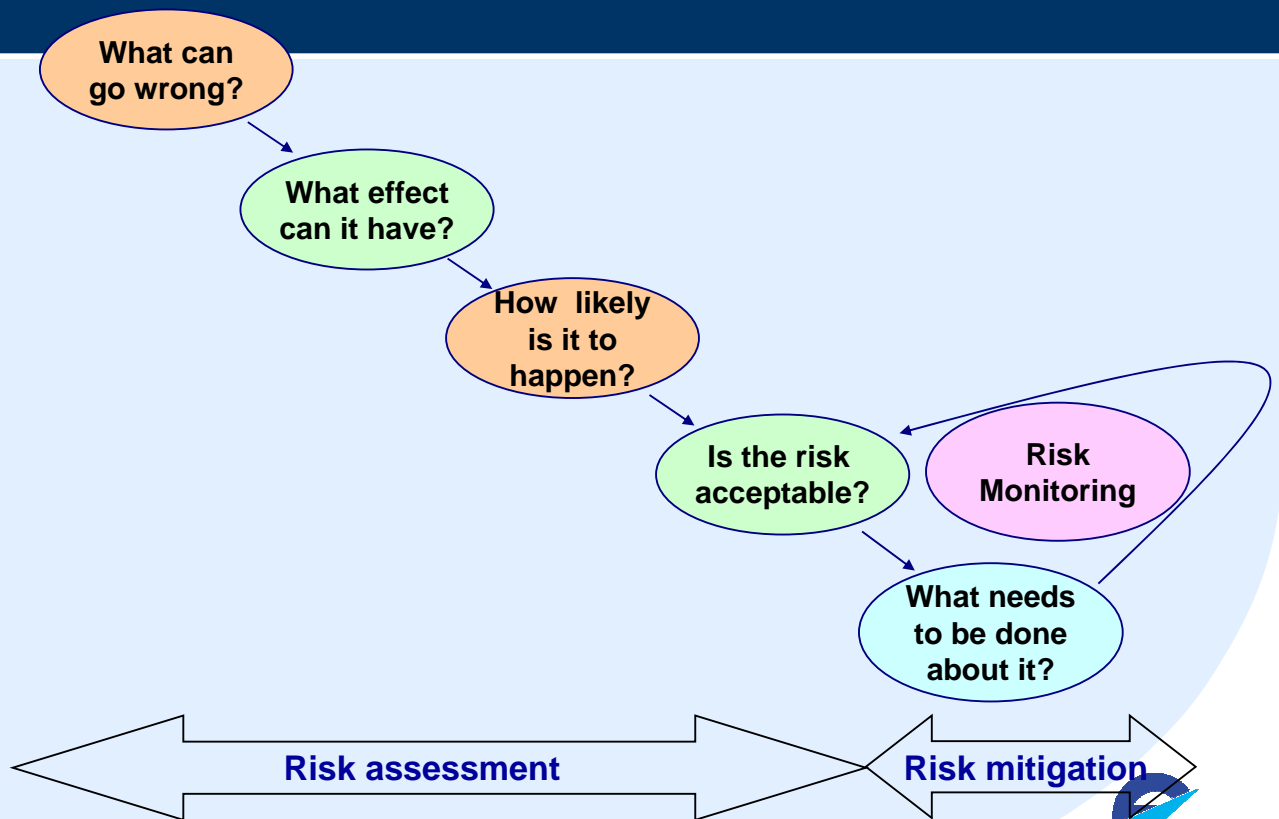 What can
go wrong?
What effect
can it have?
How likely
is it to
happen?
Is the risk
acceptable?
Risk
Monitoring
What needs
to be done
about it?
Risk assessment
Risk mitigation